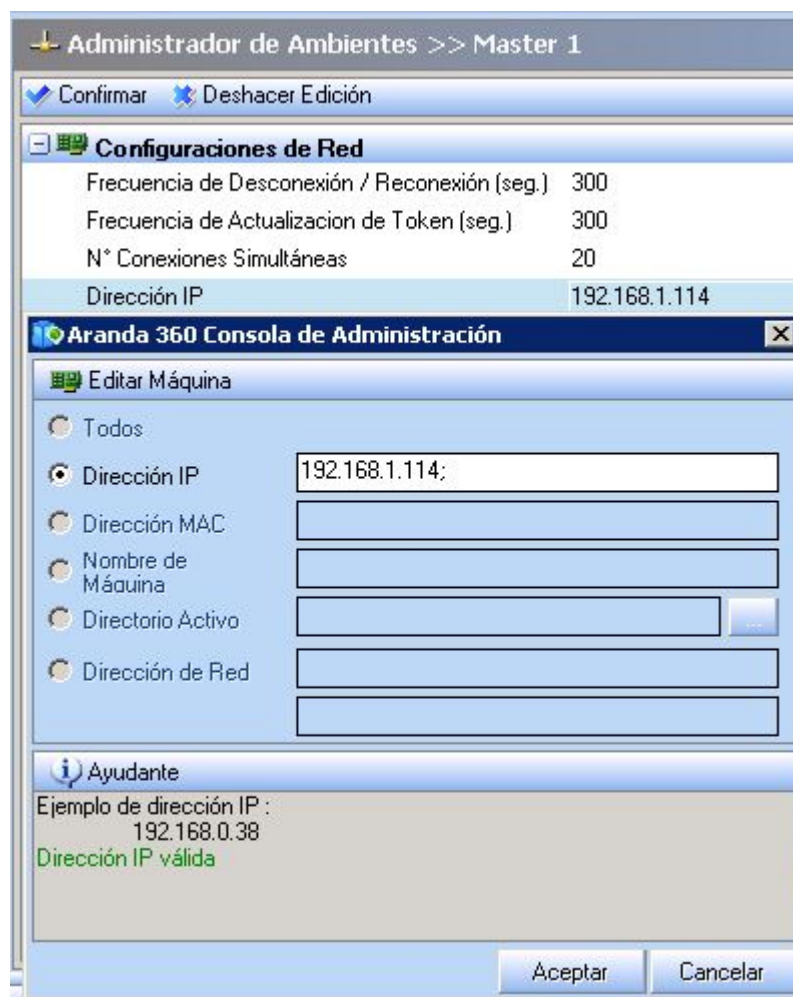 Administrador de Ambientes >> Master 1
Confirmar Deshacer Edición
Configuraciones de Red
Frecuencia de Desconexión / Reconexión (seg.) 300
Frecuencia de Actualizacion de Token (seg.) 300
N° Conexiones Simultáneas 20
Dirección IP 192.168.1.114
Aranda 360 Consola de Administración
Editar Máquina
Todos
Dirección IP 192.168.1.114;
Dirección MAC
Nombre de
Máquina
Directorio Activo ...
Dirección de Red
Ayudante
Ejemplo de dirección IP :
192.168.0.38
Dirección IP válida
Aceptar Cancelar